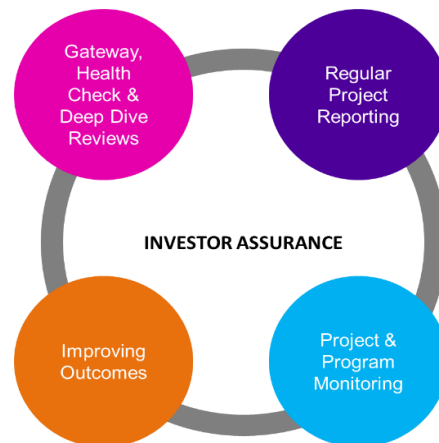 Gateway,
Health
Check &
Deep Dive
Reviews
Regular
Project
Reporting
INVESTOR ASSURANCE
Improving
Outcomes
Project &
Program
Monitoring